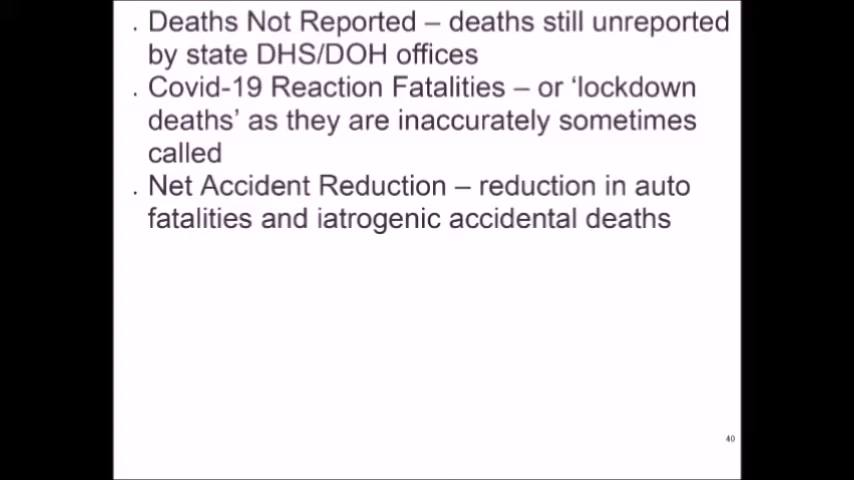 . Deaths Not Reported – deaths still unreported
by state DHS/DOH offices
. Covid-19 Reaction Fatalities – or ‘lockdown
deaths’ as they are inaccurately sometimes
called
. Net Accident Reduction – reduction in auto
fatalities and iatrogenic accidental deaths
40